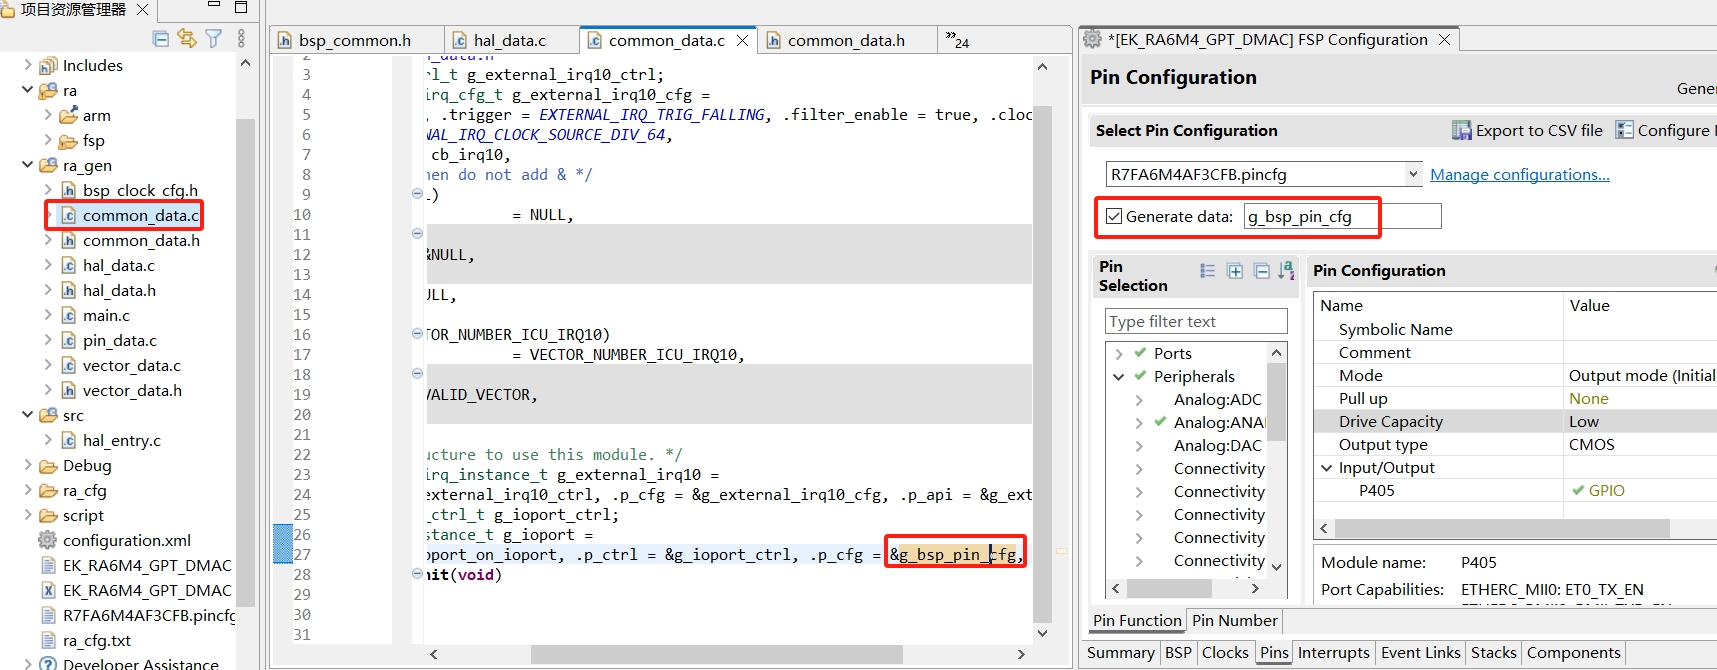 项目资源管理器
Includes
ra
arm
fsp
ra_gen
bsp_clock_cfg.h
common_data.c
common_data.h
hal_data.c
hal_data.h
main.c
pin_data.c
vector_data.c
vector_data.h
src
hal_entry.c
Debug
ra_cfg
script
configuration.xml
EK_RA6M4_GPT_DMAC
EK_RA6M4_GPT_DMAC
R7FA6M4AF3CFB.pincfg
ra_cfg.txt
Developer Assistance
bsp_common.h
hal_data.c
common_data.c
common_data.h
»24
3 rl_t g_external_irq10_ctrl;
4 irq_cfg_t g_external_irq10_cfg =
5 , .trigger = EXTERNAL_IRQ_TRIG_FALLING, .filter_enable = true, .cloc
6 NAL_IRQ_CLOCK_SOURCE_DIV_64,
7 cb_irq10,
8 hen do not add & */
9 )
10 = NULL,
11
12 &NULL,
13
14 ULL,
15
16 TOR_NUMBER_ICU_IRQ10)
17 = VECTOR_NUMBER_ICU_IRQ10,
18
19 VALID_VECTOR,
20
21
22 ucture to use this module. */
23 irq_instance_t g_external_irq10 =
24 external_irq10_ctrl, .p_cfg = &g_external_irq10_cfg, .p_api = &g_ext
25 _ctrl_t g_ioport_ctrl;
26 stance_t g_ioport =
27 oport_on_ioport, .p_ctrl = &g_ioport_ctrl, .p_cfg = &g_bsp_pin_cfg,
28 nit(void)
29
30
31
*[EK_RA6M4_GPT_DMAC] FSP Configuration
Pin Configuration
Gener
Select Pin Configuration
Export to CSV file
Configure
R7FA6M4AF3CFB.pincfg
Manage configurations...
Generate data: g_bsp_pin_cfg
Pin Selection
Type filter text
Ports
Peripherals
Analog:ADC
Analog:ANA
Analog:DAC
Connectivity
Connectivity
Connectivity
Connectivity
Connectivity
Pin Configuration
Name Value
Symbolic Name
Comment
Mode Output mode (Initial
Pull up None
Drive Capacity Low
Output type CMOS
Input/Output
P405 GPIO
Module name: P405
Port Capabilities: ETHERC_MII0: ET0_TX_EN
Pin Function Pin Number
Summary BSP Clocks Pins Interrupts Event Links Stacks Components